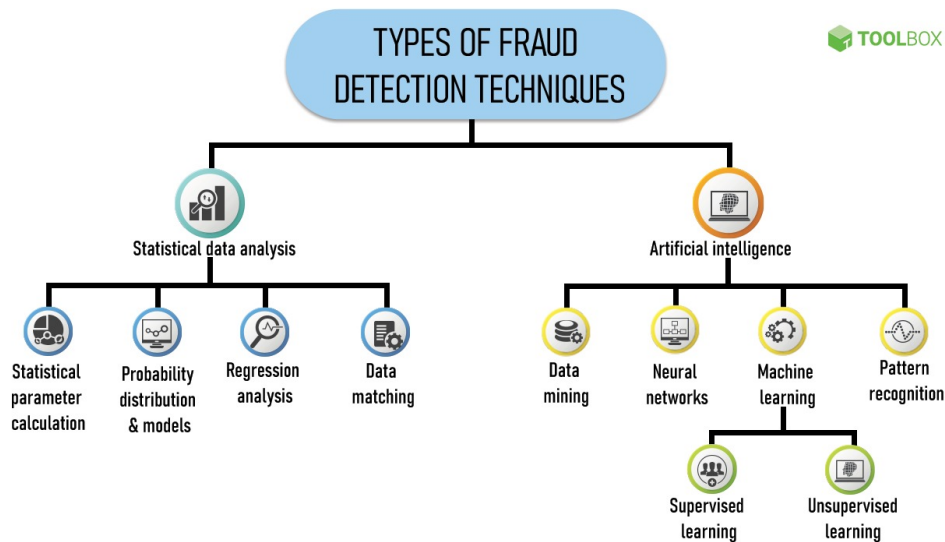 TYPES OF FRAUD
DETECTION TECHNIQUES
TOOLBOX
Statistical data analysis
Artificial intelligence
Statistical
parameter
calculation
Probability
distribution
& models
Regression
analysis
Data
matching
Data
mining
Neural
networks
Machine
learning
Pattern
recognition
Supervised
learning
Unsupervised
learning